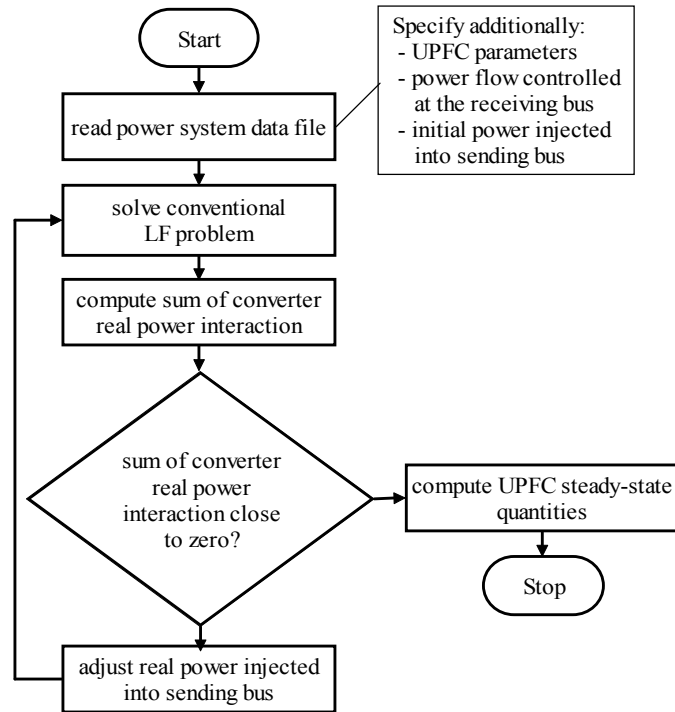 Start
Specify additionally:
- UPFC parameters
- power flow controlled
at the receiving bus
- initial power injected
into sending bus
read power system data file
solve conventional
LF problem
compute sum of converter
real power interaction
sum of converter
real power
interaction close
to zero?
compute UPFC steady-state
quantities
Stop
adjust real power injected
into sending bus